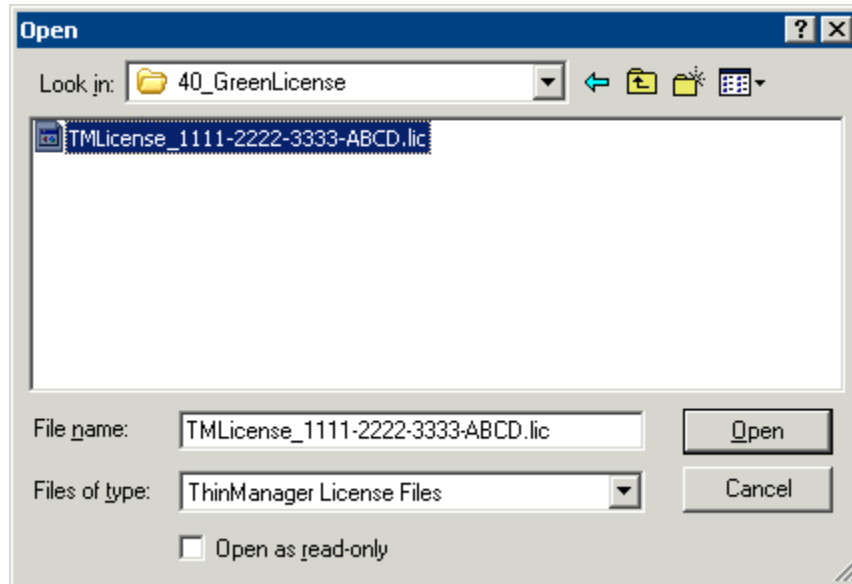 Open
Look in: 40_GreenLicense
TMLicense_1111-2222-3333-ABCD.lic
File name: TMLicense_1111-2222-3333-ABCD.lic Open
Files of type: ThinManager License Files Cancel
Open as read-only